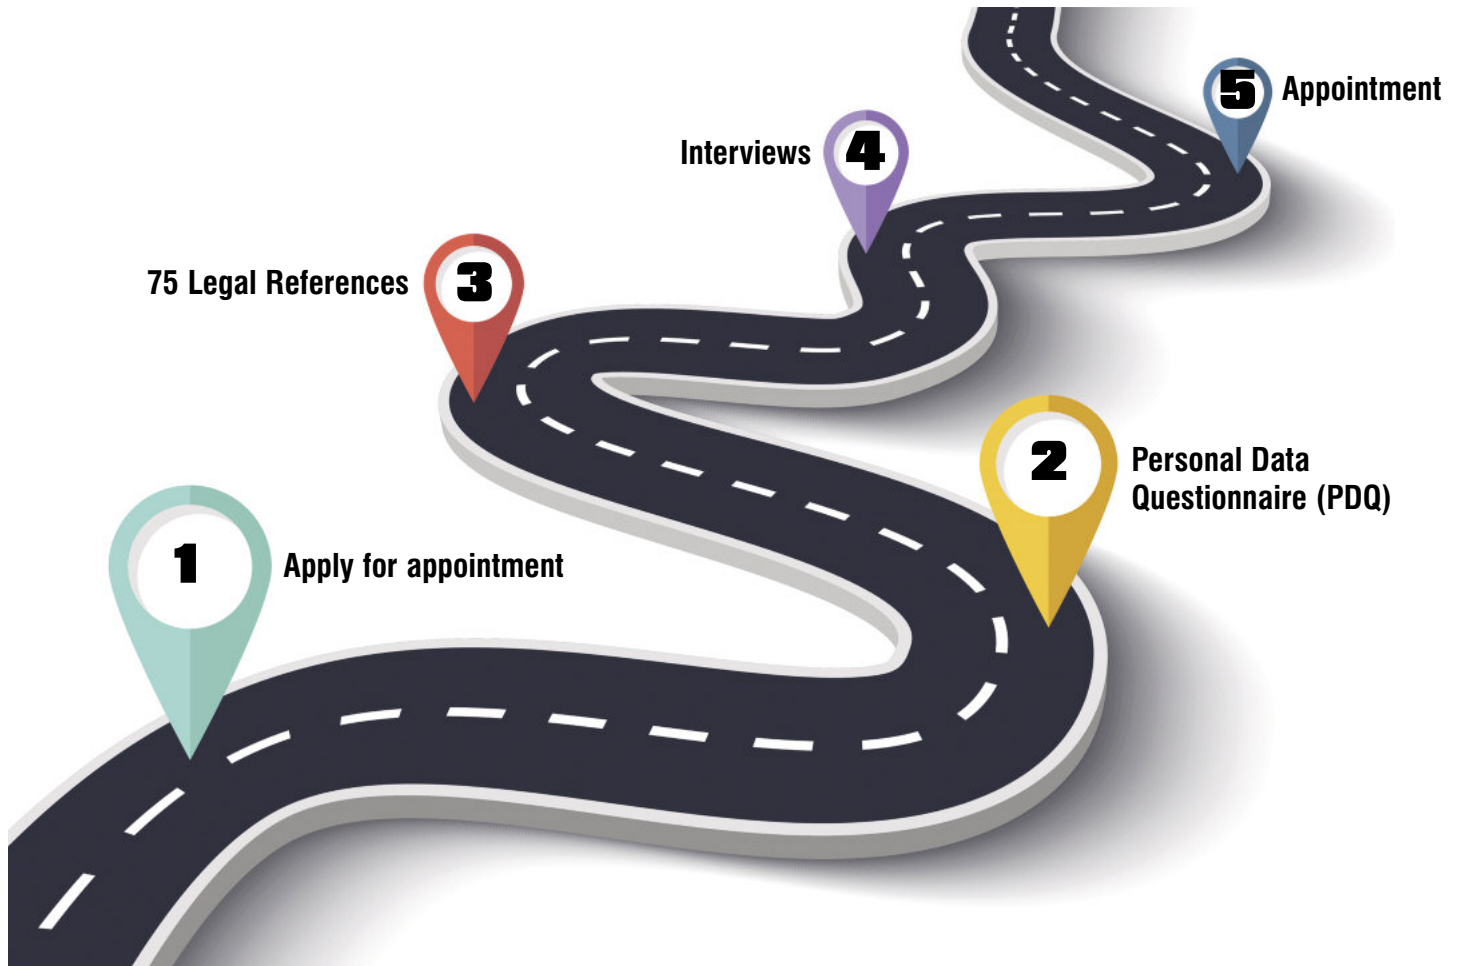 1
Apply for appointment
2
Personal Data
Questionnaire (PDQ)
3
75 Legal References
4
Interviews
5
Appointment